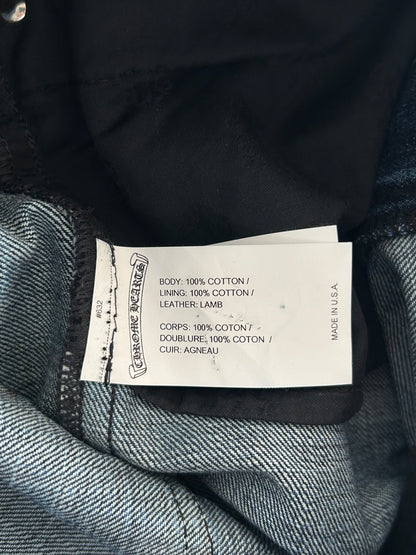 #632
CHROME HEARTS
BODY: 100% COTTON /
LINING: 100% COTTON /
LEATHER: LAMB
CORPS: 100% COTON /
DOUBLURE: 100% COTON /
CUIR: AGNEAU
MADE IN U.S.A.